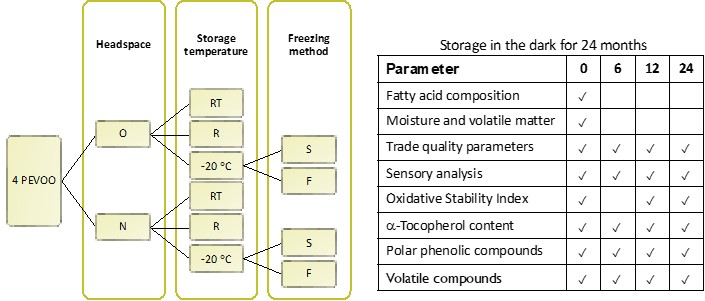 Headspace
Storage
temperature
Freezing
method
4 PEVOO
O
RT
R
-20 °C
S
F
N
RT
R
-20 °C
S
F
Storage in the dark for 24 months
Parameter 0 6 12 24
Fatty acid composition ✓
Moisture and volatile matter ✓
Trade quality parameters ✓ ✓ ✓ ✓
Sensory analysis ✓ ✓ ✓ ✓
Oxidative Stability Index ✓ ✓ ✓
α-Tocopherol content ✓ ✓ ✓ ✓
Polar phenolic compounds ✓ ✓ ✓ ✓
Volatile compounds ✓ ✓ ✓ ✓